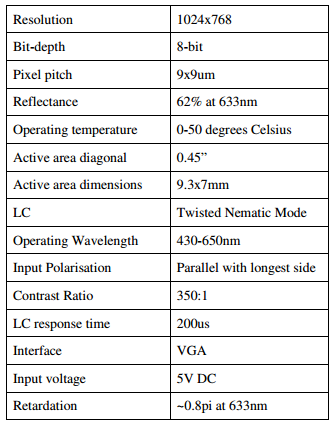 Resolution 1024x768
Bit-depth 8-bit
Pixel pitch 9x9um
Reflectance 62% at 633nm
Operating temperature 0-50 degrees Celsius
Active area diagonal 0.45”
Active area dimensions 9.3x7mm
LC Twisted Nematic Mode
Operating Wavelength 430-650nm
Input Polarisation Parallel with longest side
Contrast Ratio 350:1
LC response time 200us
Interface VGA
Input voltage 5V DC
Retardation ~0.8pi at 633nm